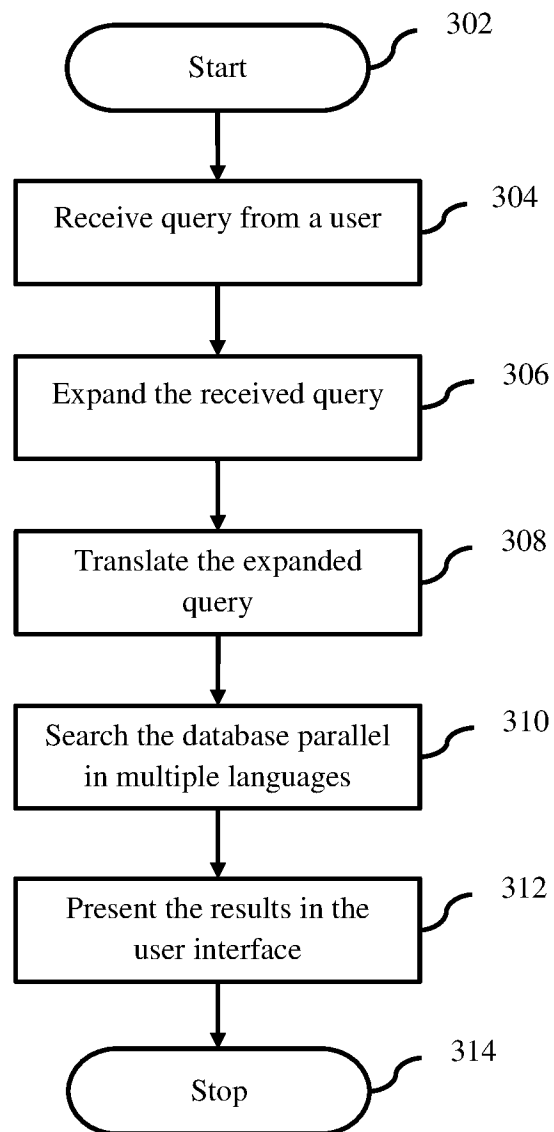 Start
302
Receive query from a user
304
Expand the received query
306
Translate the expanded
query
308
Search the database parallel
in multiple languages
310
Present the results in the
user interface
312
Stop
314